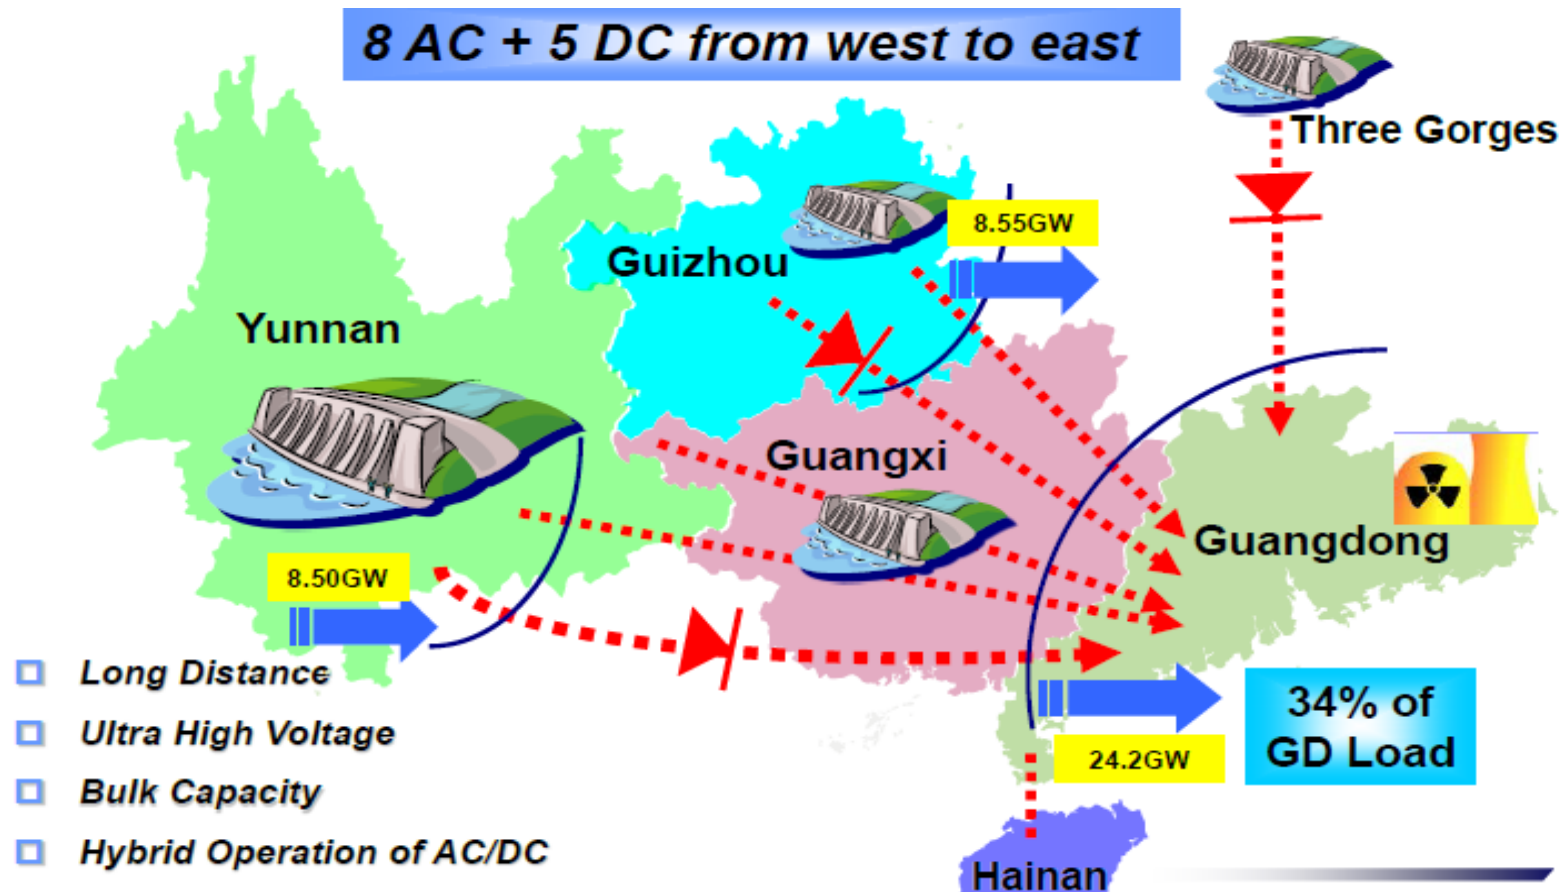 8 AC + 5 DC from west to east
Three Gorges
8.55GW
Guizhou
Yunnan
Guangxi
Guangdong
8.50GW
Long Distance
Ultra High Voltage
Bulk Capacity
Hybrid Operation of AC/DC
34% of
GD Load
24.2GW
Hainan